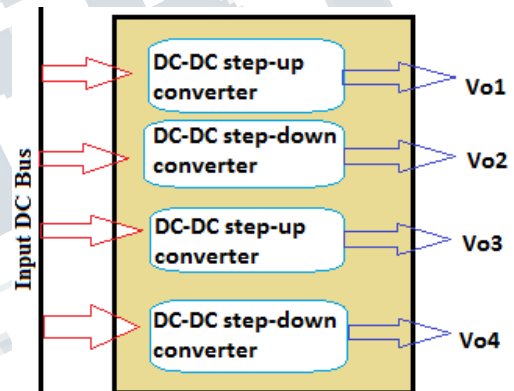 Input DC Bus
DC-DC step-up
converter
Vo1
DC-DC step-down
converter
Vo2
DC-DC step-up
converter
Vo3
DC-DC step-down
converter
Vo4